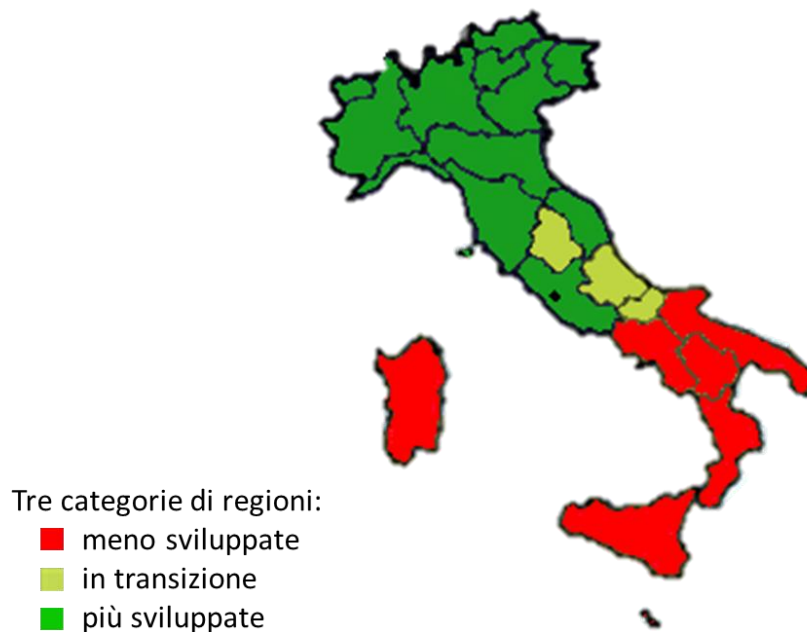 Tre categorie di regioni:
meno sviluppate
in transizione
più sviluppate